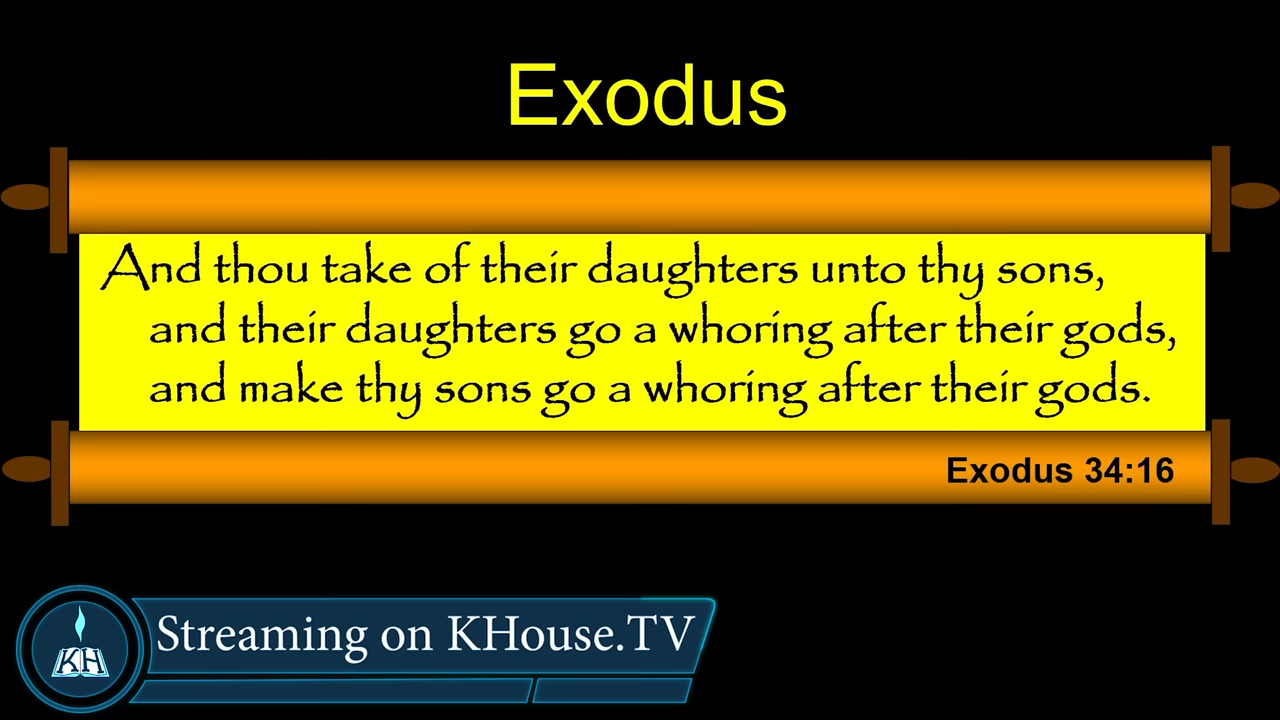 Exodus
And thou take of their daughters unto thy sons,
and their daughters go a whoring after their gods,
and make thy sons go a whoring after their gods.
Exodus 34:16
Streaming on KHouse.TV
KH